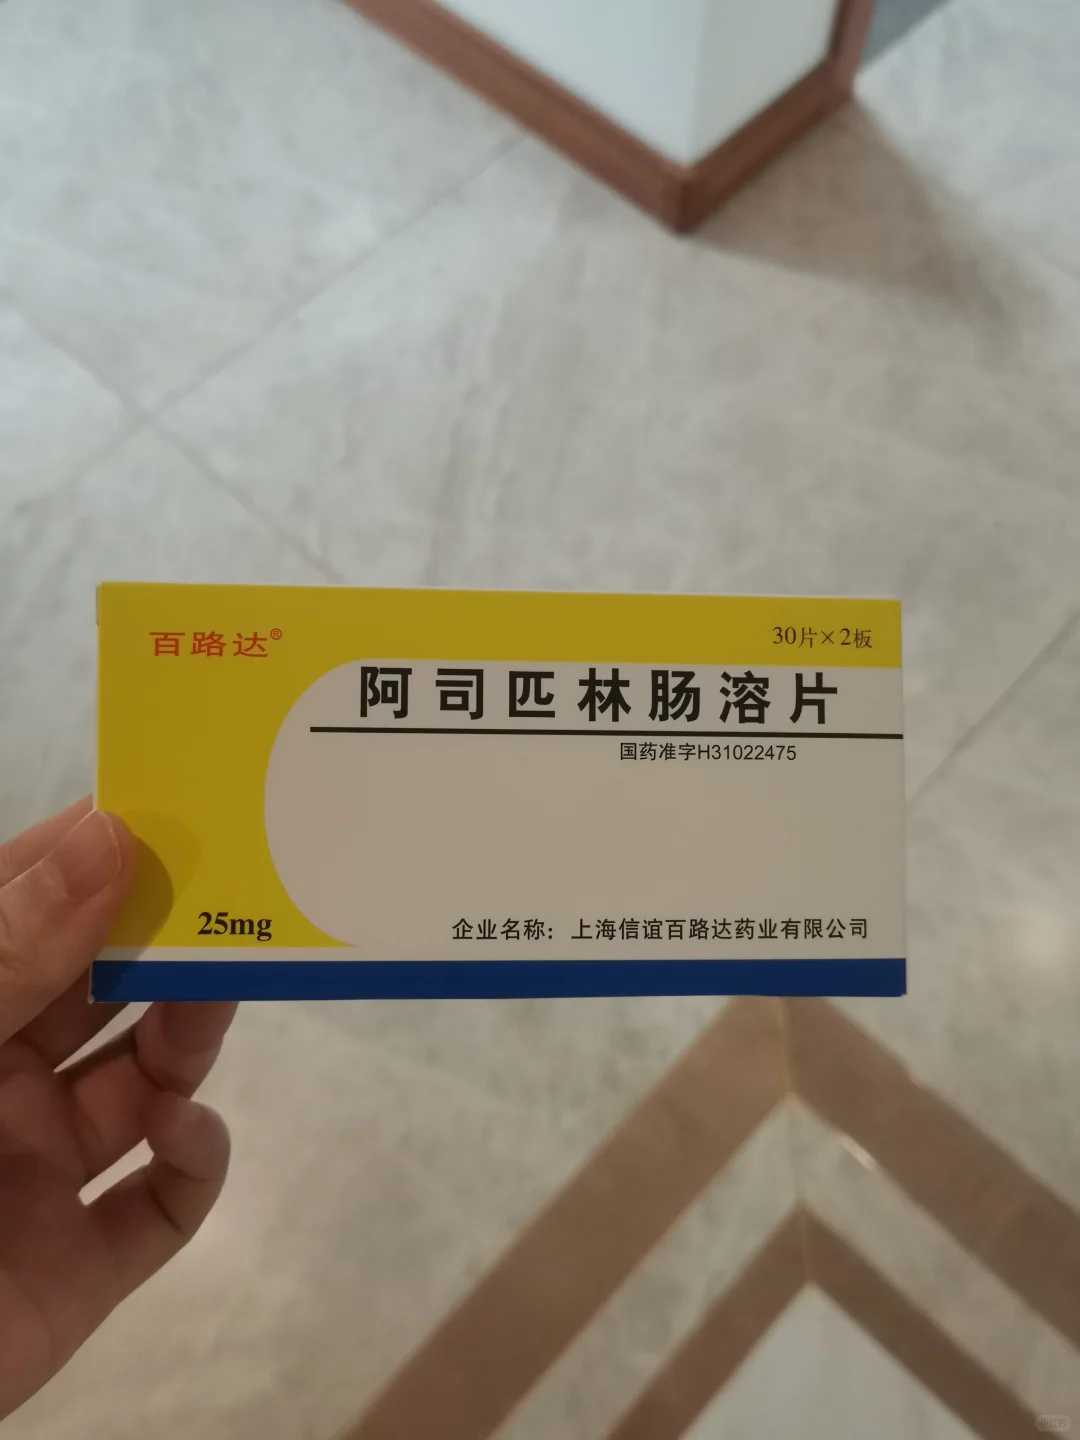 百路达®
30片×2板
阿司匹林肠溶片
国药准字H31022475
25mg
企业名称：上海信谊百路达药业有限公司